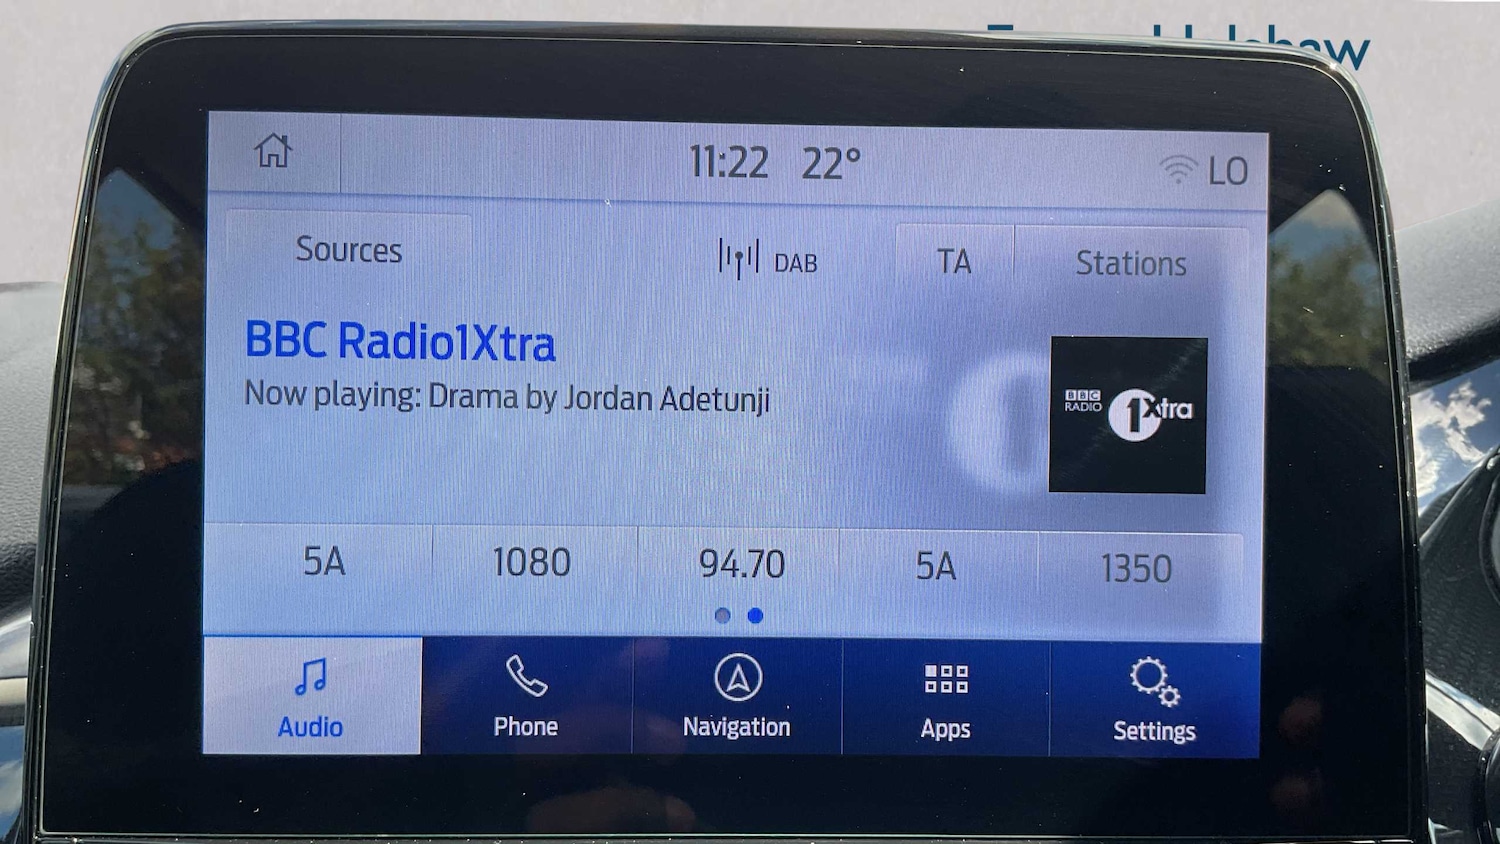 11:22 22° LO
Sources DAB TA Stations
BBC Radio1Xtra
Now playing: Drama by Jordan Adetunji
BBC
RADIO 1Xtra
5A 1080 94.70 5A 1350
Audio Phone Navigation Apps Settings